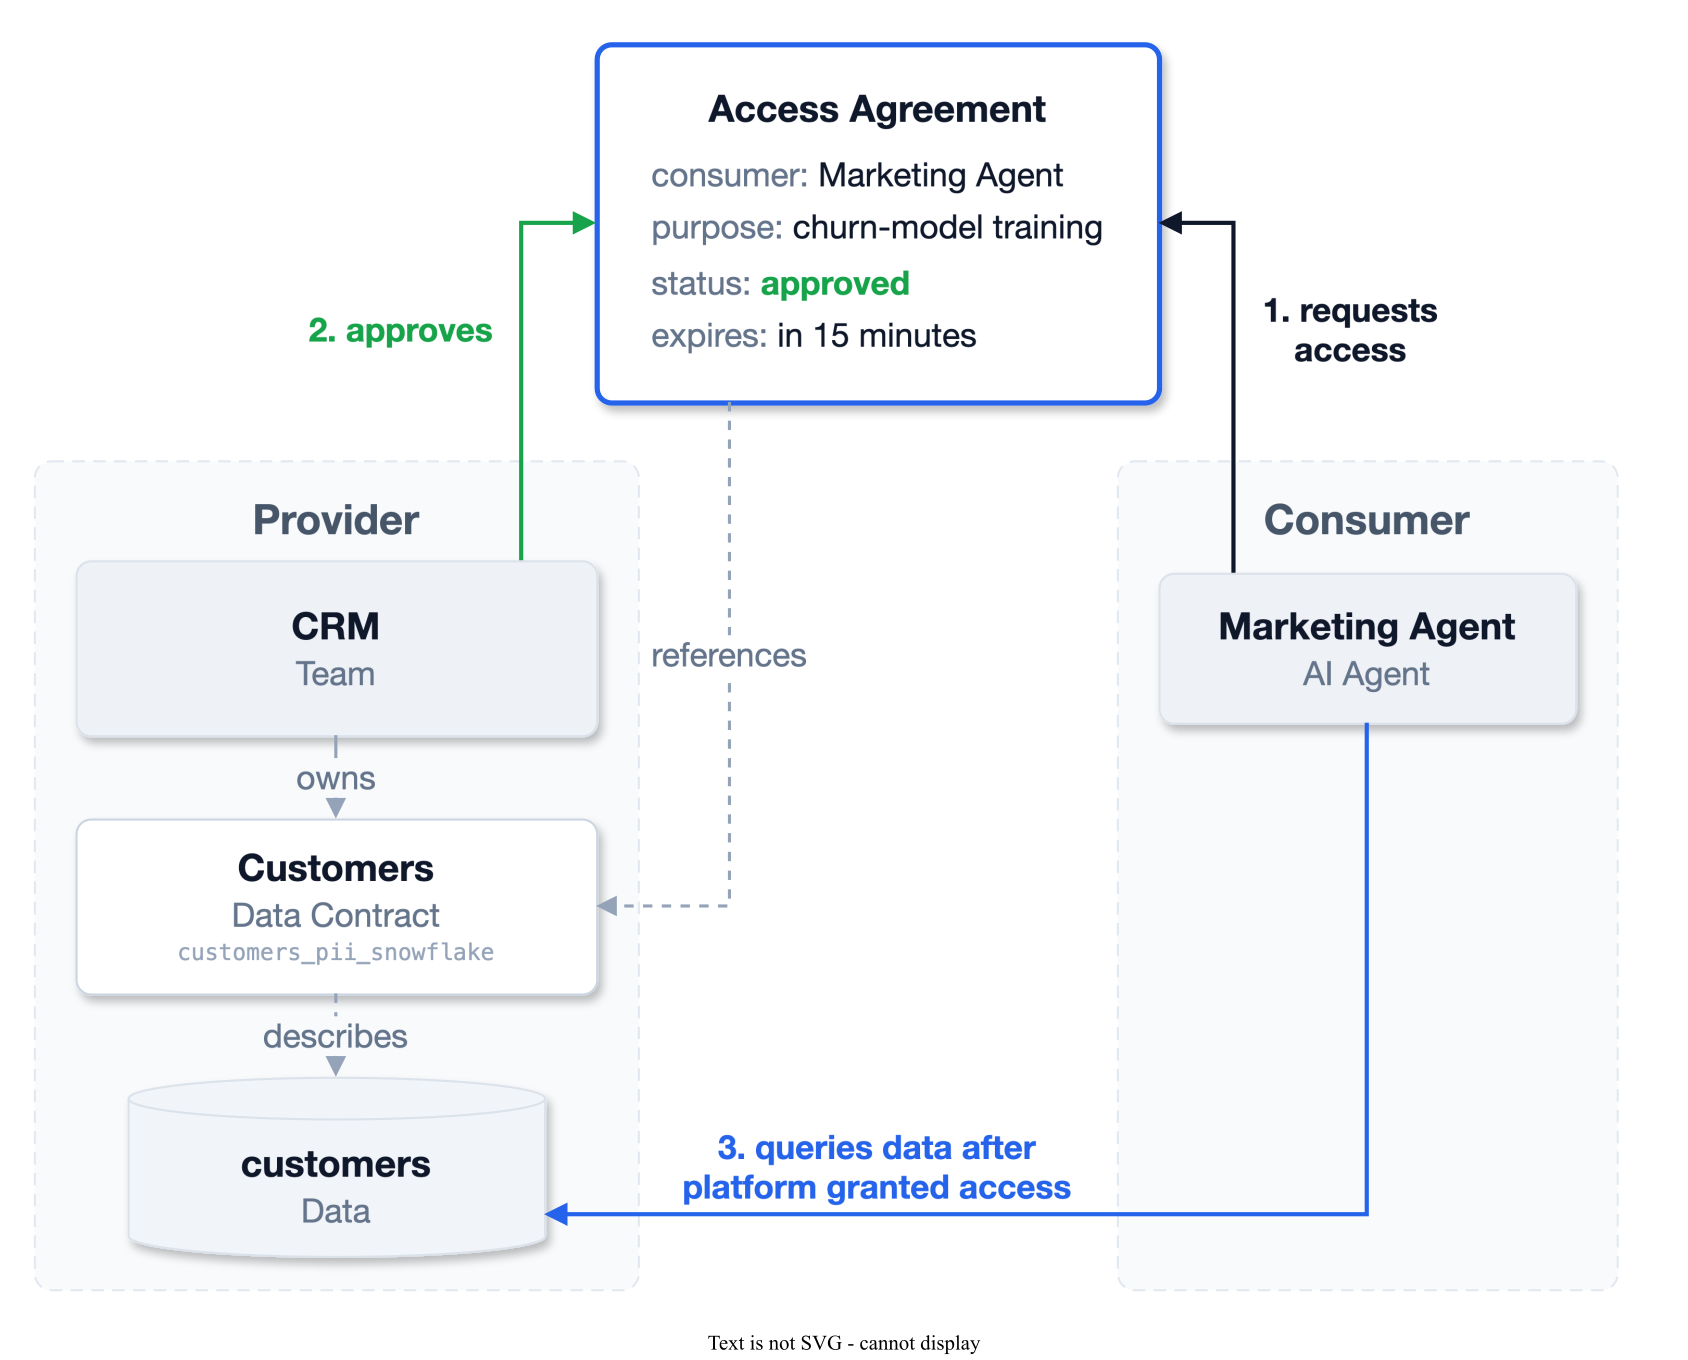 Access Agreement
consumer: Marketing Agent
purpose: churn-model training
status: approved
expires: in 15 minutes
2. approves
1. requests
access
Provider
CRM
Team
owns
Customers
Data Contract
customers_pii_snowflake
describes
customers
Data
references
Consumer
Marketing Agent
AI Agent
3. queries data after
platform granted access
Text is not SVG - cannot display